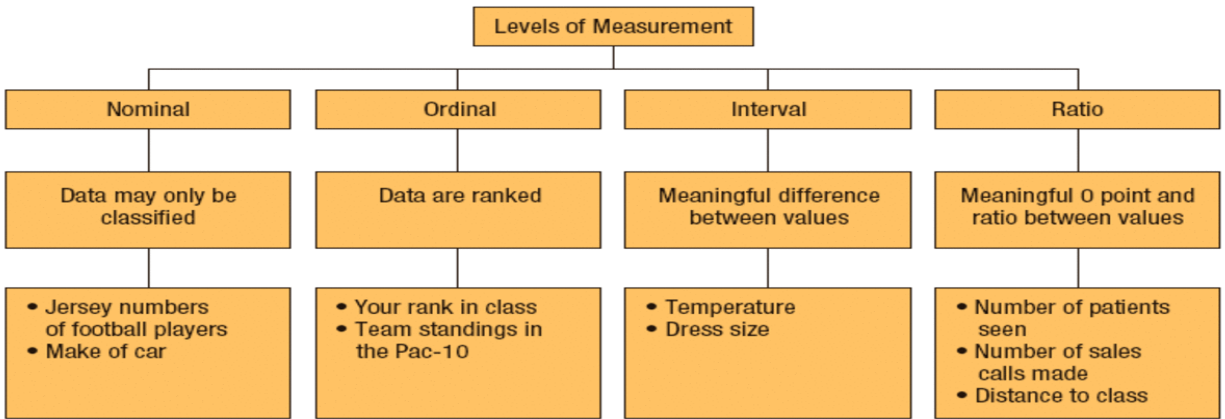 Levels of Measurement
Nominal
Ordinal
Interval
Ratio
Data may only be
classified
Data are ranked
Meaningful difference
between values
Meaningful 0 point and
ratio between values
• Jersey numbers
of football players
• Make of car
• Your rank in class
• Team standings in
the Pac-10
• Temperature
• Dress size
• Number of patients
seen
• Number of sales
calls made
• Distance to class